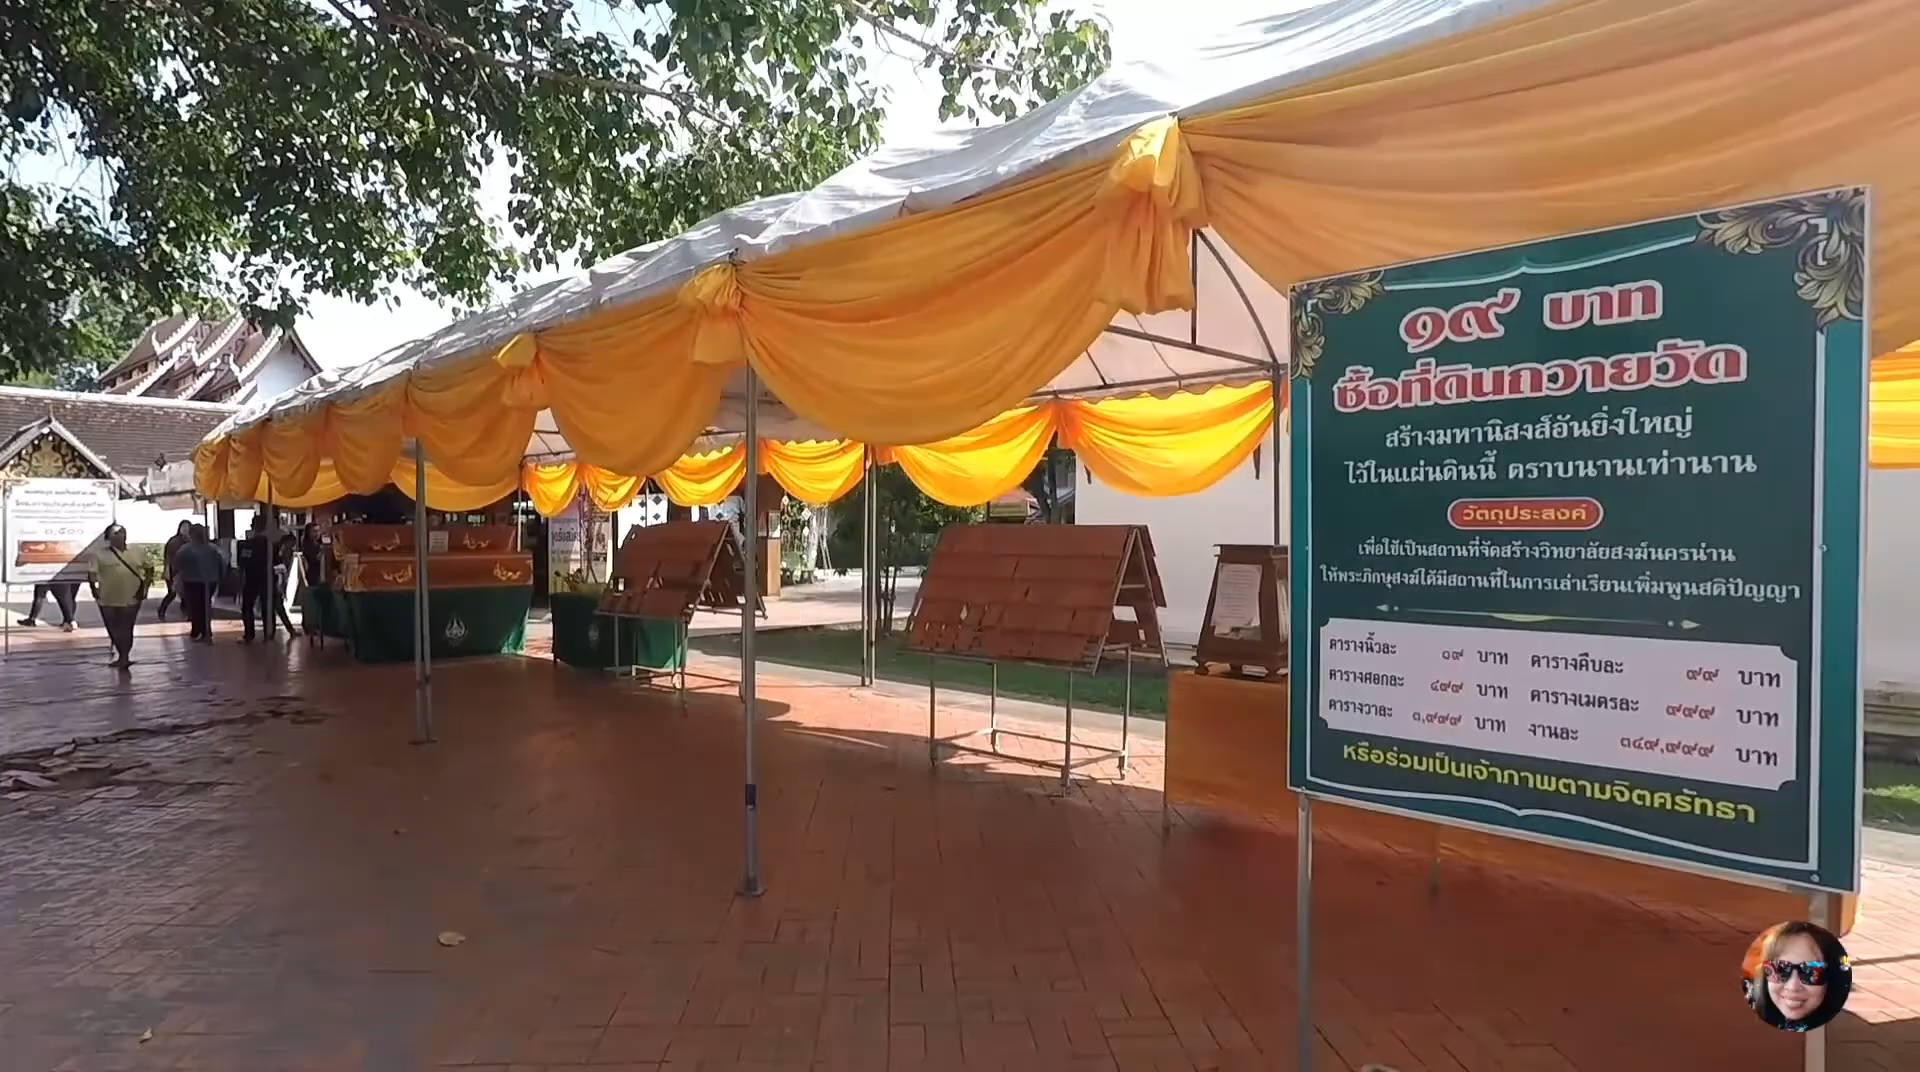 ๑๙ บาท
ซื้อที่ดินถวายวัด
สร้างมหานิสงส์อันยิ่งใหญ่
ไว้ในแผ่นดินนี้ ตราบนานเท่านาน
วัตถุประสงค์
เพื่อใช้เป็นสถานที่จัดสร้างวิทยาลัยสงฆ์นครน่าน
ให้พระภิกษุสงฆ์ได้มีสถานที่ในการเล่าเรียนเพิ่มพูนสติปัญญา
ตารางนิ้วละ ๑๙ บาท ตารางคืบละ ๙๙ บาท
ตารางศอกละ ๔๙๙ บาท ตารางเมตรละ ๙๙๙ บาท
ตารางวาละ ๓,๙๙๙ บาท งานละ ๓๔๙,๙๙๙ บาท
หรือร่วมเป็นเจ้าภาพตามจิตศรัทธา